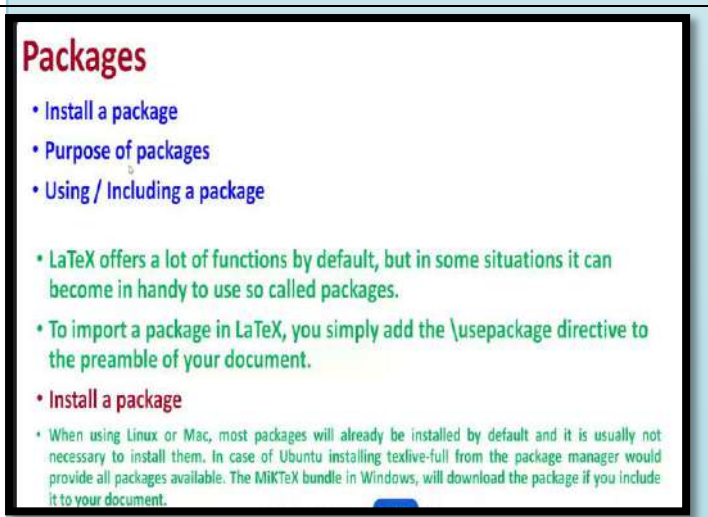 Packages
• Install a package
• Purpose of packages
• Using / Including a package
• LaTeX offers a lot of functions by default, but in some situations it can
become in handy to use so called packages.
• To import a package in LaTeX, you simply add the \usepackage directive to
the preamble of your document.
• Install a package
• When using Linux or Mac, most packages will already be installed by default and it is usually not
necessary to install them. In case of Ubuntu installing texlive-full from the package manager would
provide all packages available. The MiKTeX bundle in Windows, will download the package if you include
it to your document.